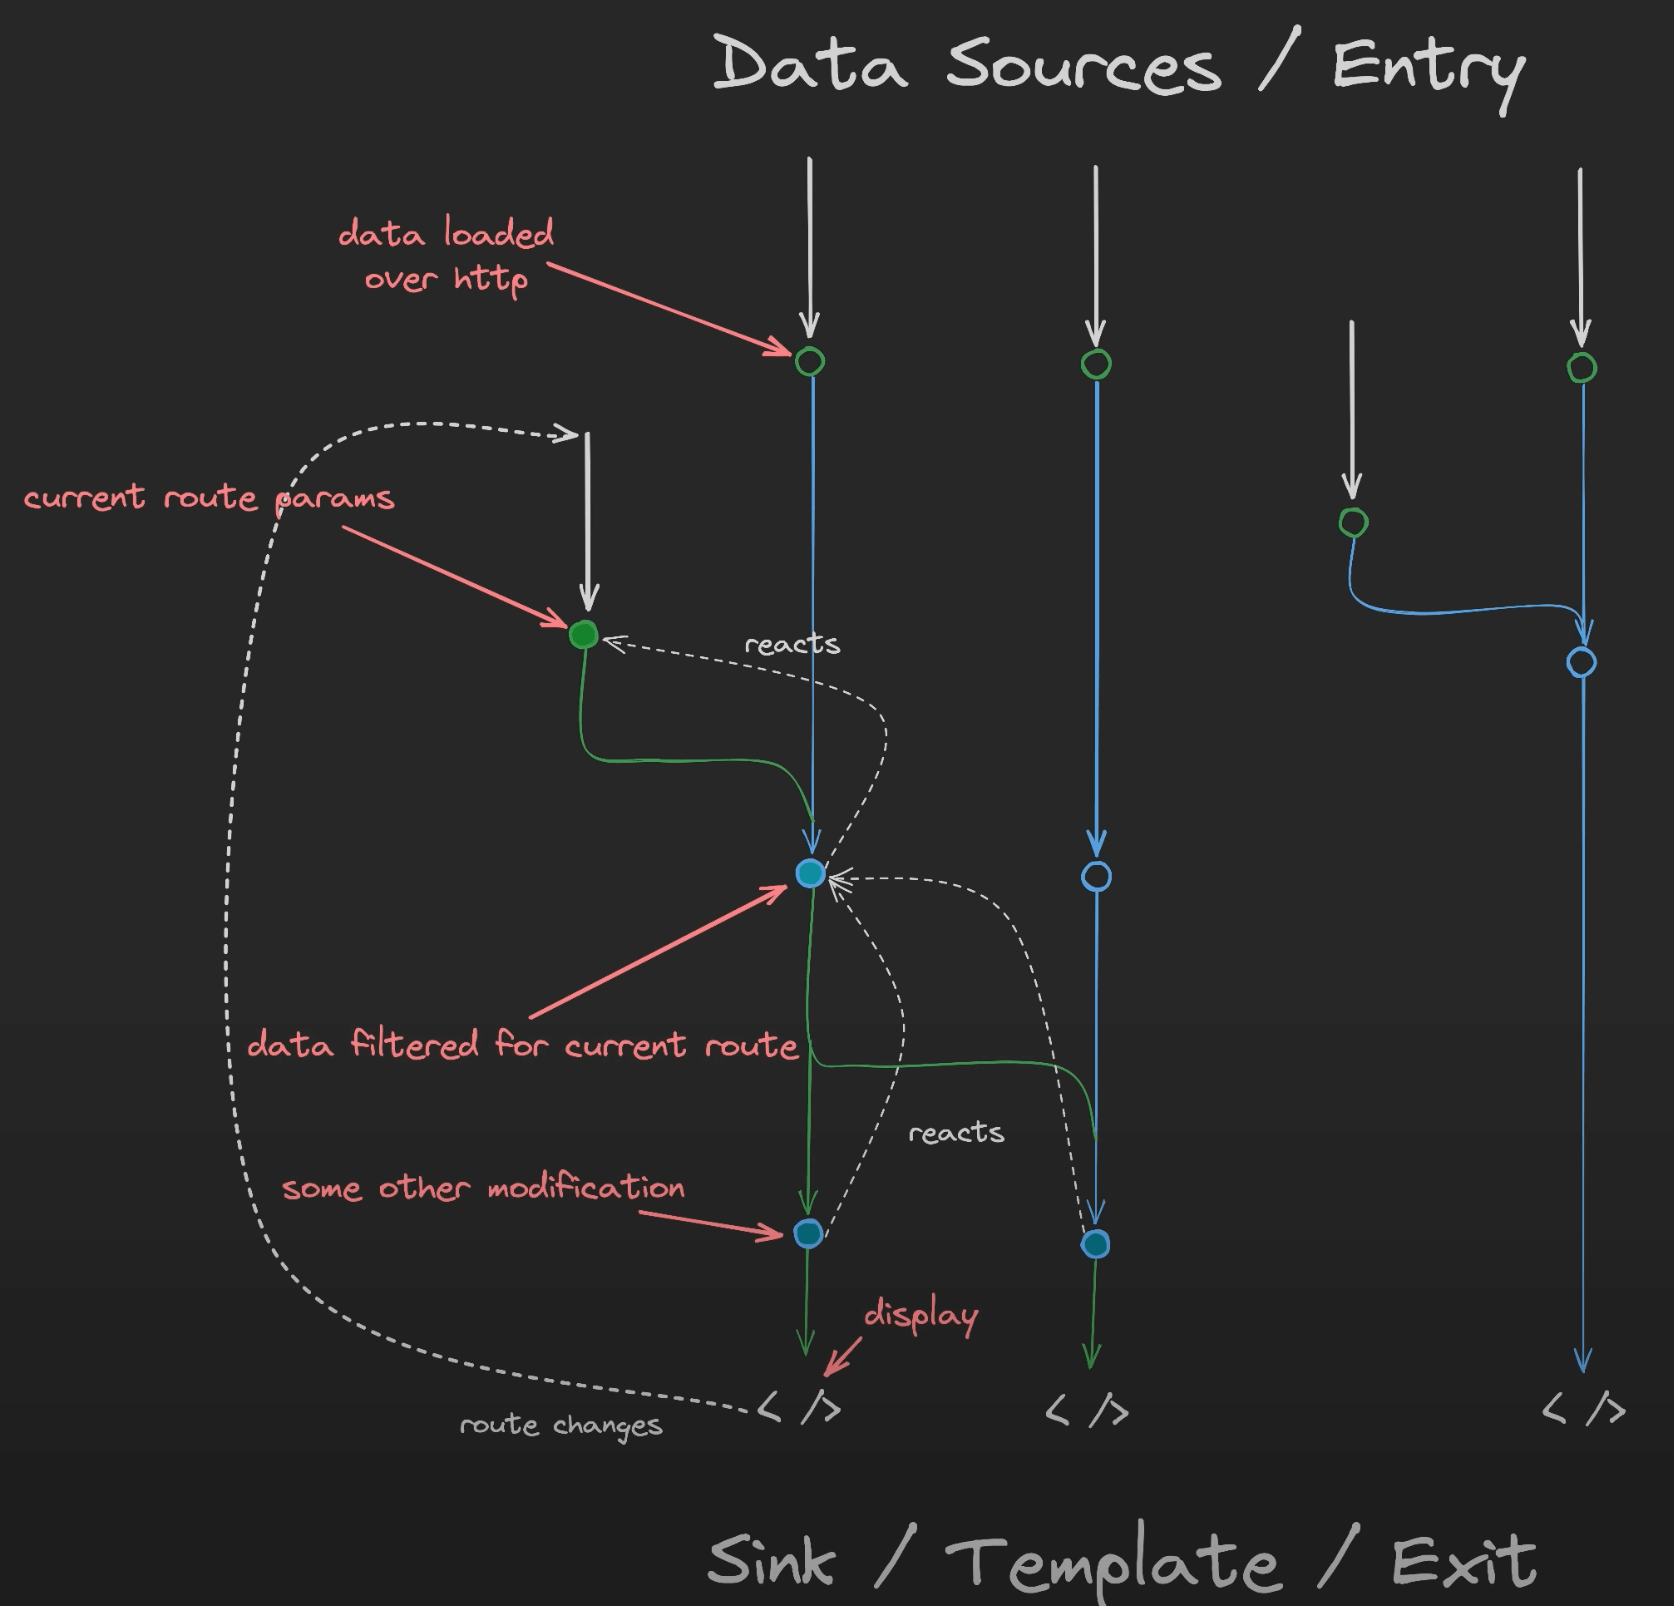 Data Sources / Entry
data loaded
over http
current route params
reacts
data filtered for current route
reacts
some other modification
display
</>
</>
</>
route changes
Sink / Template / Exit